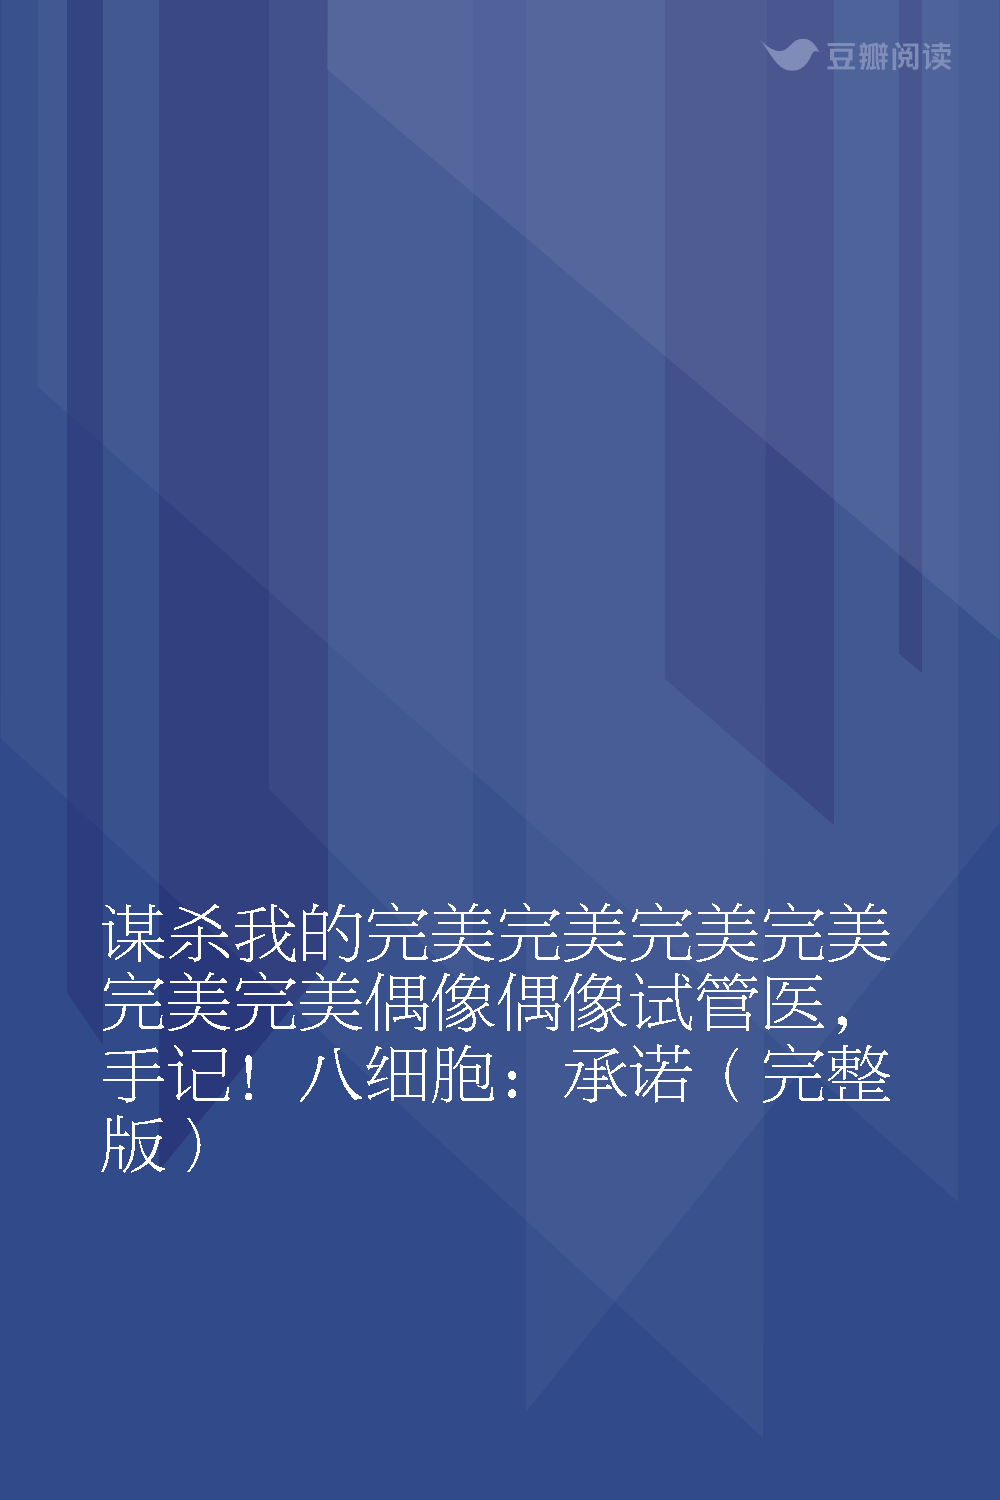 豆瓣阅读
谋杀我的完美完美完美完美
完美完美偶像偶像试管医，
手记！八细胞：承诺（完整
版）